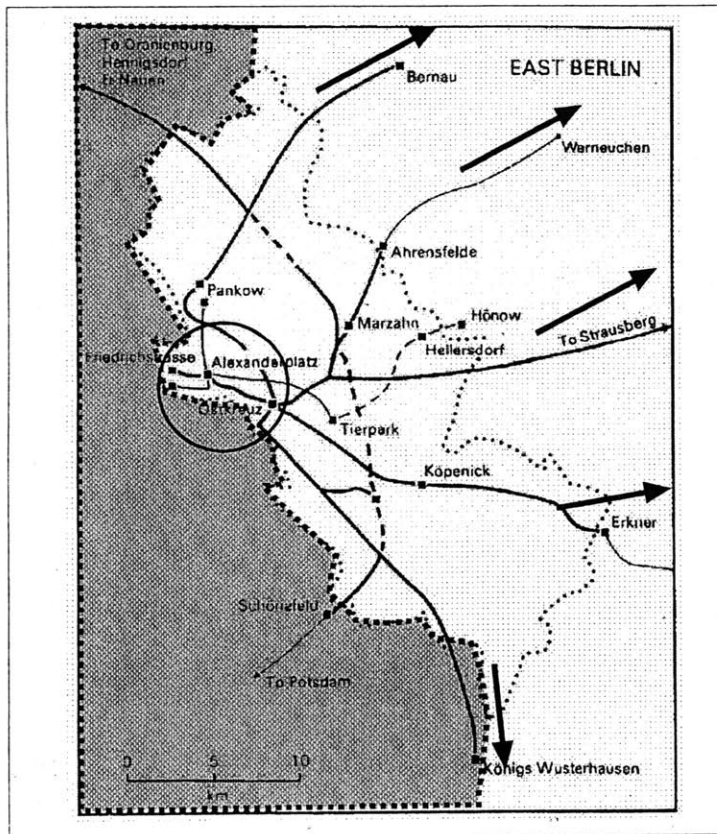 To Oranienburg,
Hennigsdorf
& Nauen
EAST BERLIN
Bernau
Werneuchen
Ahrensfelde
Pankow
Marzahn
Hönow
Hellersdorf
To Strausberg
Friedrichstrasse
Alexanderplatz
Ostkreuz
Tierpark
Köpenick
Erkner
Schönefeld
To Potsdam
0 5 10
km
Königs Wusterhausen